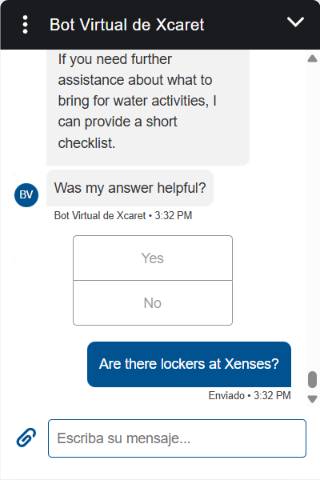 Bot Virtual de Xcaret
If you need further
assistance about what to
bring for water activities, I
can provide a short
checklist.
Was my answer helpful?
BV
Bot Virtual de Xcaret • 3:32 PM
Yes
No
Are there lockers at Xenses?
Enviado • 3:32 PM
Escriba su mensaje...